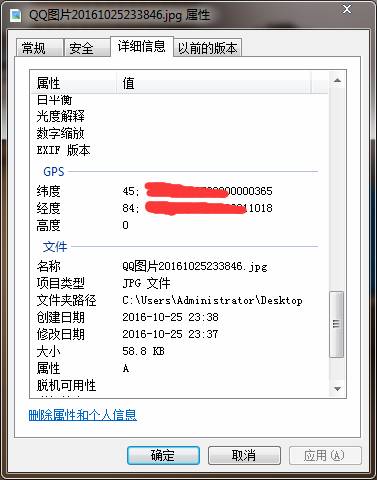 QQ图片20161025233846.jpg 属性
常规 安全 详细信息 以前的版本
属性 值
白平衡
光度解释
数字缩放
EXIF 版本
GPS
纬度 45; 00000000365
经度 84; 11018
高度 0
文件
名称 QQ图片20161025233846.jpg
项目类型 JPG 文件
文件夹路径 C:\Users\Administrator\Desktop
创建日期 2016-10-25 23:38
修改日期 2016-10-25 23:37
大小 58.8 KB
属性 A
脱机可用性
删除属性和个人信息
确定 取消 应用(A)